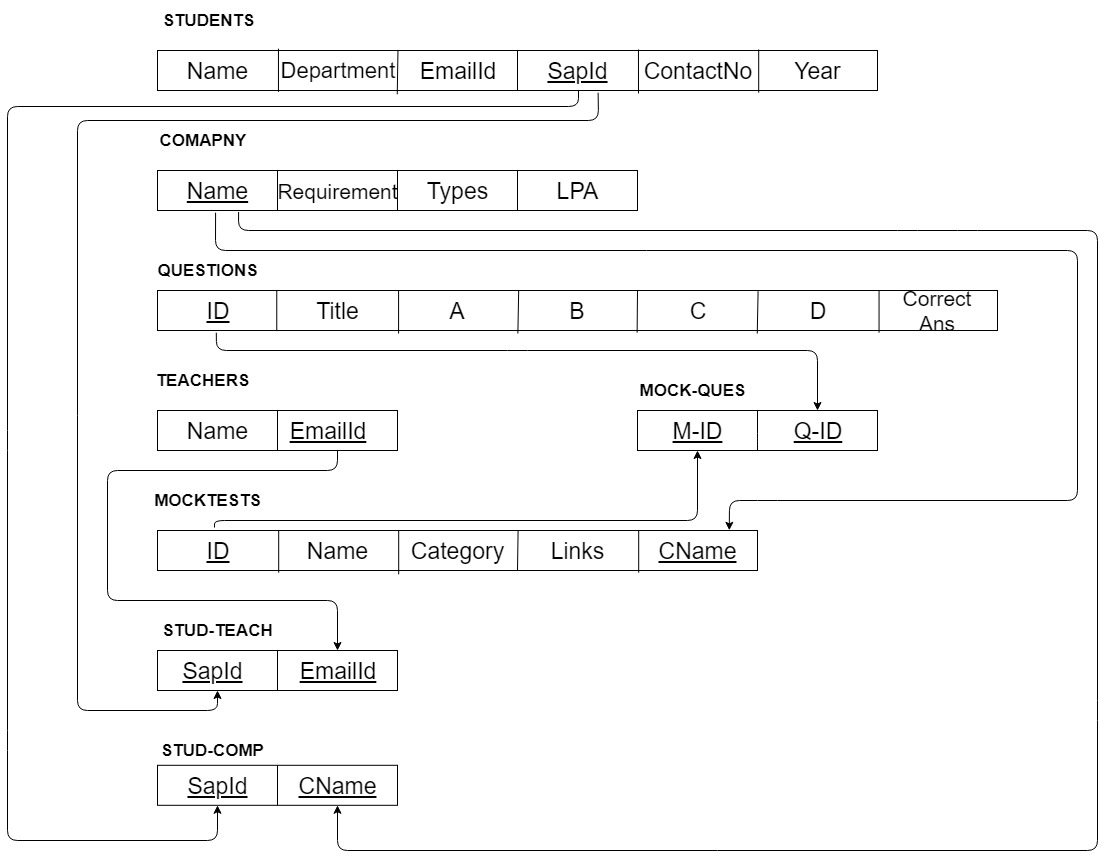 STUDENTS
Name Department EmailId SapId ContactNo Year
COMAPNY
Name Requirement Types LPA
QUESTIONS
ID Title A B C D Correct
Ans
TEACHERS
Name EmailId
MOCK-QUES
M-ID Q-ID
MOCKTESTS
ID Name Category Links CName
STUD-TEACH
SapId EmailId
STUD-COMP
SapId CName